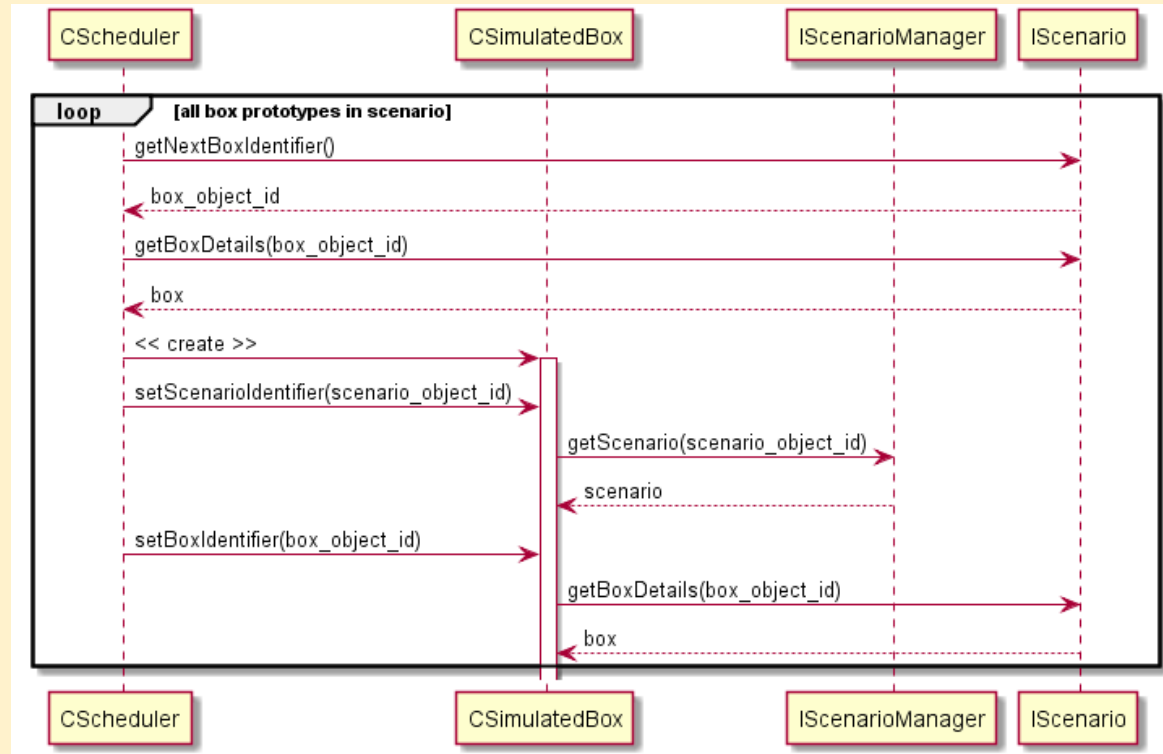 CScheduler CSimulatedBox IScenarioManager IScenario
loop [all box prototypes in scenario]
getNextBoxIdentifier()
box_object_id
getBoxDetails(box_object_id)
box
<< create >>
setScenarioIdentifier(scenario_object_id)
getScenario(scenario_object_id)
scenario
setBoxIdentifier(box_object_id)
getBoxDetails(box_object_id)
box
CScheduler CSimulatedBox IScenarioManager IScenario